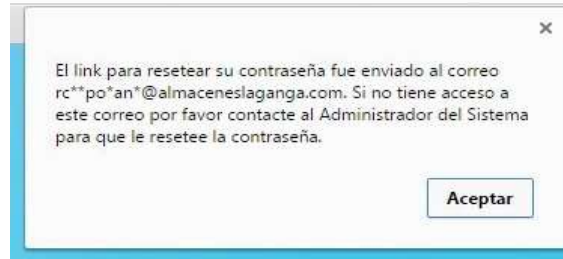 El link para resetear su contraseña fue enviado al correo
rc**po*an*@almaceneslaganga.com. Si no tiene acceso a
este correo por favor contacte al Administrador del Sistema
para que le resetee la contraseña.
Aceptar